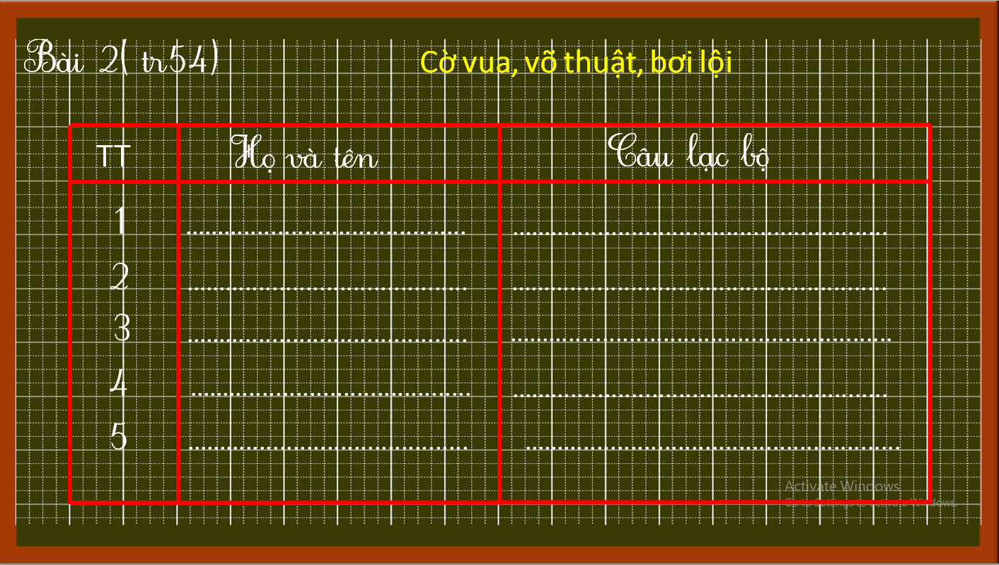 Bài 2( tr54)
Cờ vua, võ thuật, bơi lội
TT Họ và tên Câu lạc bộ
1 ........................................ ........................................
2 ........................................ ........................................
3 ........................................ ........................................
4 ........................................ ........................................
5 ........................................ ........................................
Activate Windows
Go to Settings to activate Windows.